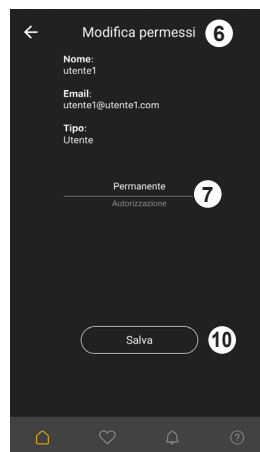 Modifica permessi 6
Nome:
utente1
Email:
utente1@utente1.com
Tipo:
Utente
Permanente 7
Autorizzazione
Salva 10
?